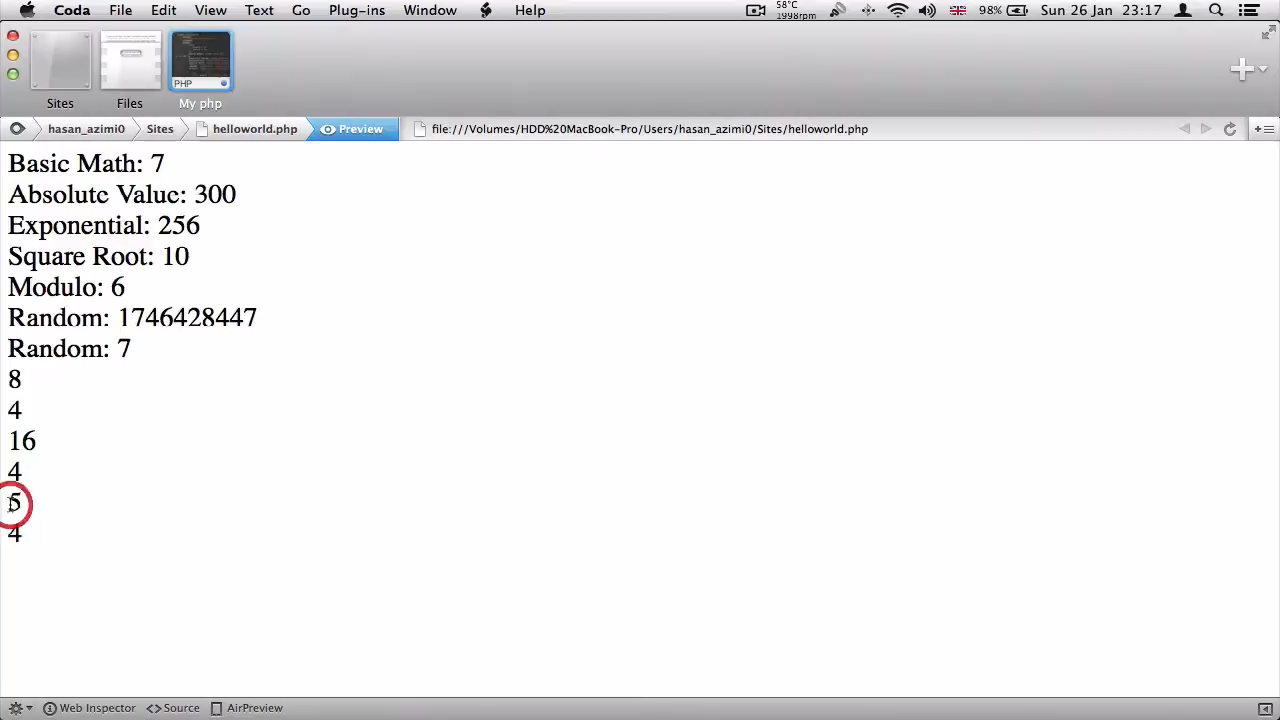 Coda File Edit View Text Go Plug-ins Window Help 58°C 1998rpm 98% Sun 26 Jan 23:17
PHP
Sites Files My php
hasan_azimi0 Sites helloworld.php Preview file:///Volumes/HDD%20MacBook-Pro/Users/hasan_azimi0/Sites/helloworld.php
Basic Math: 7
Absolute Value: 300
Exponential: 256
Square Root: 10
Modulo: 6
Random: 1746428447
Random: 7
8
4
16
4
5
4
Web Inspector Source AirPreview